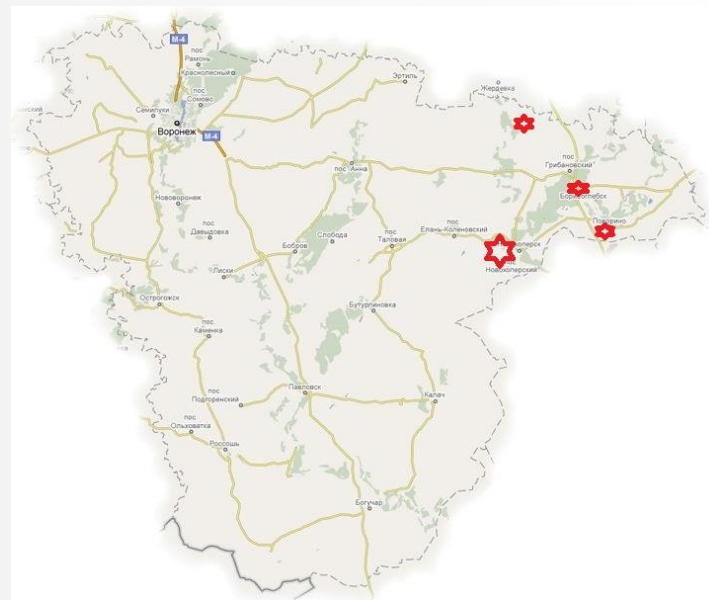 М-4
пос
Рамонь
Краснолесный
пос
Сомово
Семилуки
Воронеж
М-4
Эртиль
Жердевка
пос
Грибановский
Борисоглебск
Поворино
пос Анна
Нововоронеж
пос
Давыдовка
Бобров
Слобода
пос
Таловая
Елань-Коленовский
Новохоперский
Лиски
Острогожск
пос
Каменка
Бутурлиновка
пос
Подгоренский
Павловск
Калач
пос
Ольховатка
Россошь
Богучар